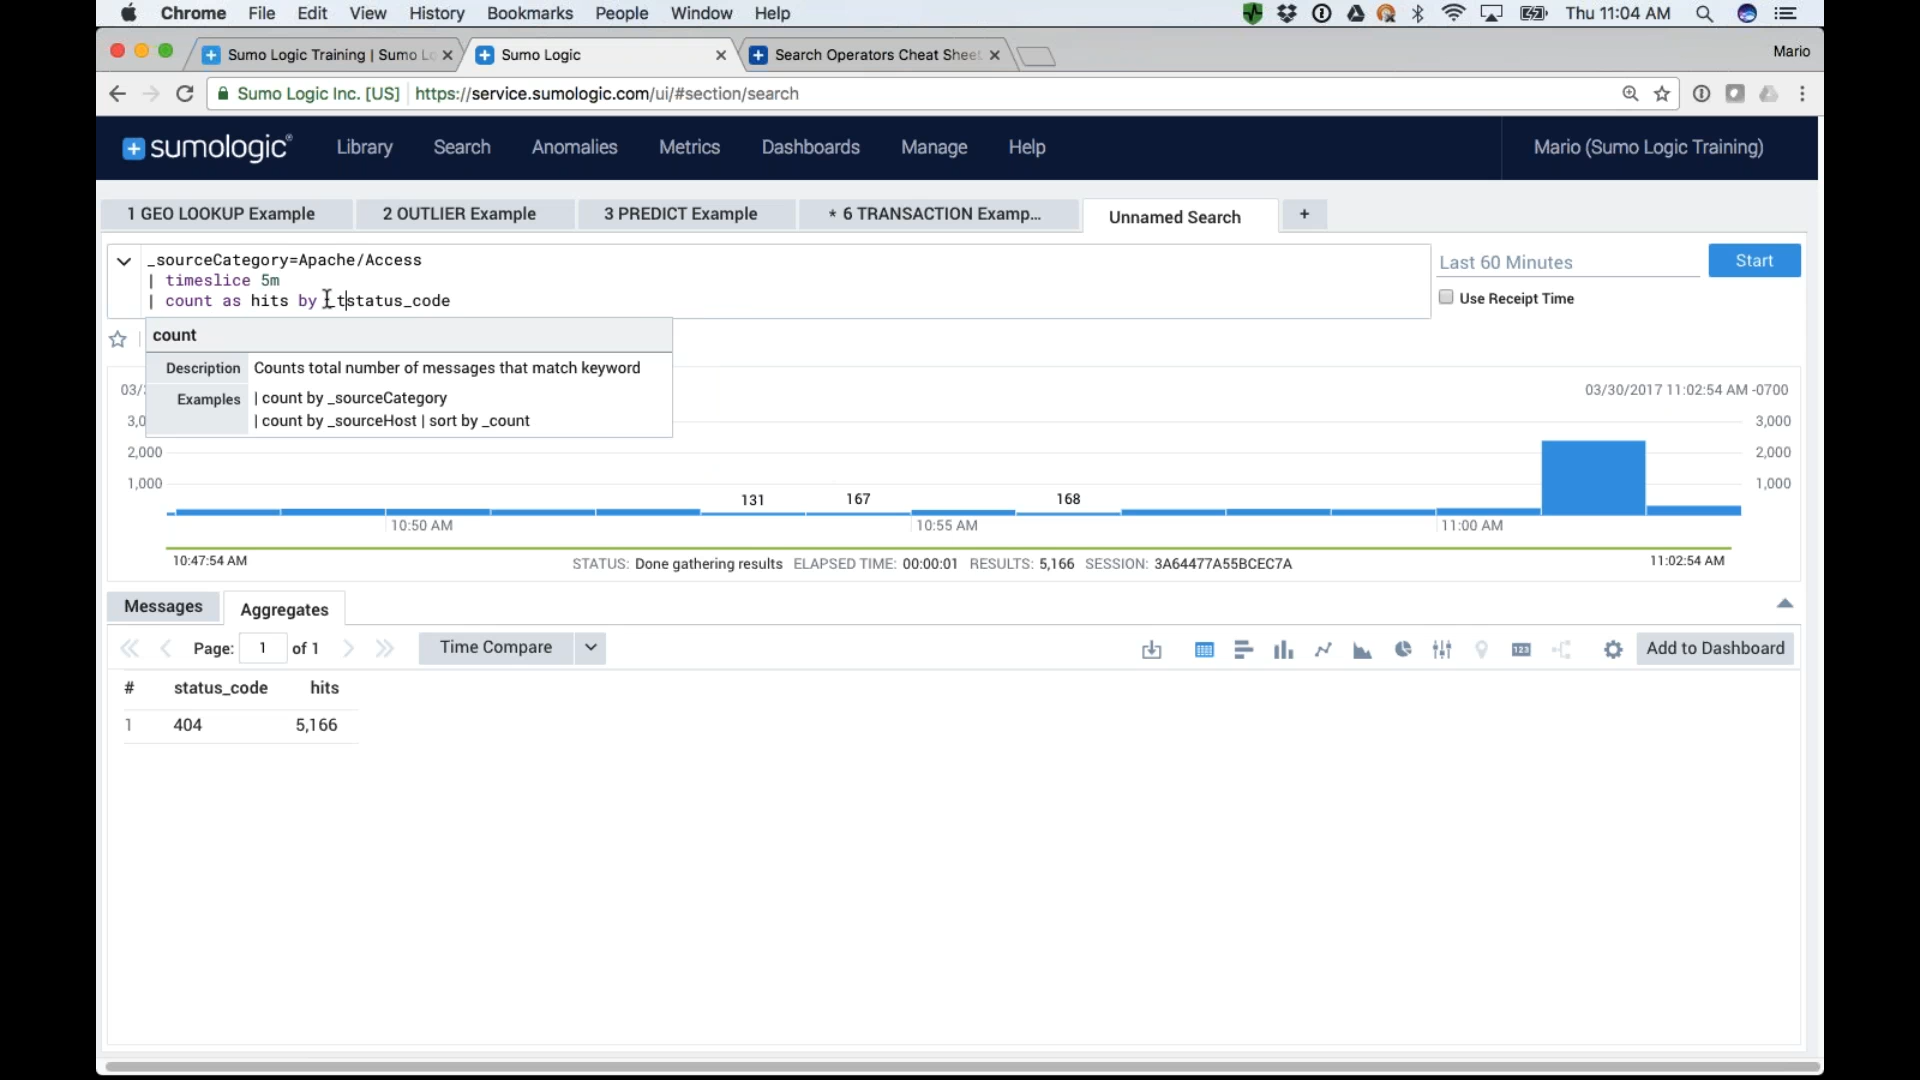 Chrome File Edit View History Bookmarks People Window Help Thu 11:04 AM
Sumo Logic Training | Sumo Lo
Sumo Logic
Search Operators Cheat Sheet
Mario
Sumo Logic Inc. [US] https://service.sumologic.com/ui/#section/search
sumologic Library Search Anomalies Metrics Dashboards Manage Help Mario (Sumo Logic Training)
1 GEO LOOKUP Example 2 OUTLIER Example 3 PREDICT Example * 6 TRANSACTION Examp... Unnamed Search +
_sourceCategory=Apache/Access
| timeslice 5m
| count as hits by _tstatus_code
Last 60 Minutes Start
Use Receipt Time
count
Description Counts total number of messages that match keyword
Examples | count by _sourceCategory
| count by _sourceHost | sort by _count
03/ 03/30/2017 11:02:54 AM -0700
3,0 3,000
2,000 2,000
1,000 1,000
131 167 168
10:50 AM 10:55 AM 11:00 AM
10:47:54 AM STATUS: Done gathering results ELAPSED TIME: 00:00:01 RESULTS: 5,166 SESSION: 3A64477A55BCEC7A 11:02:54 AM
Messages Aggregates
Page: 1 of 1 Time Compare 123 Add to Dashboard
# status_code hits
1 404 5,166